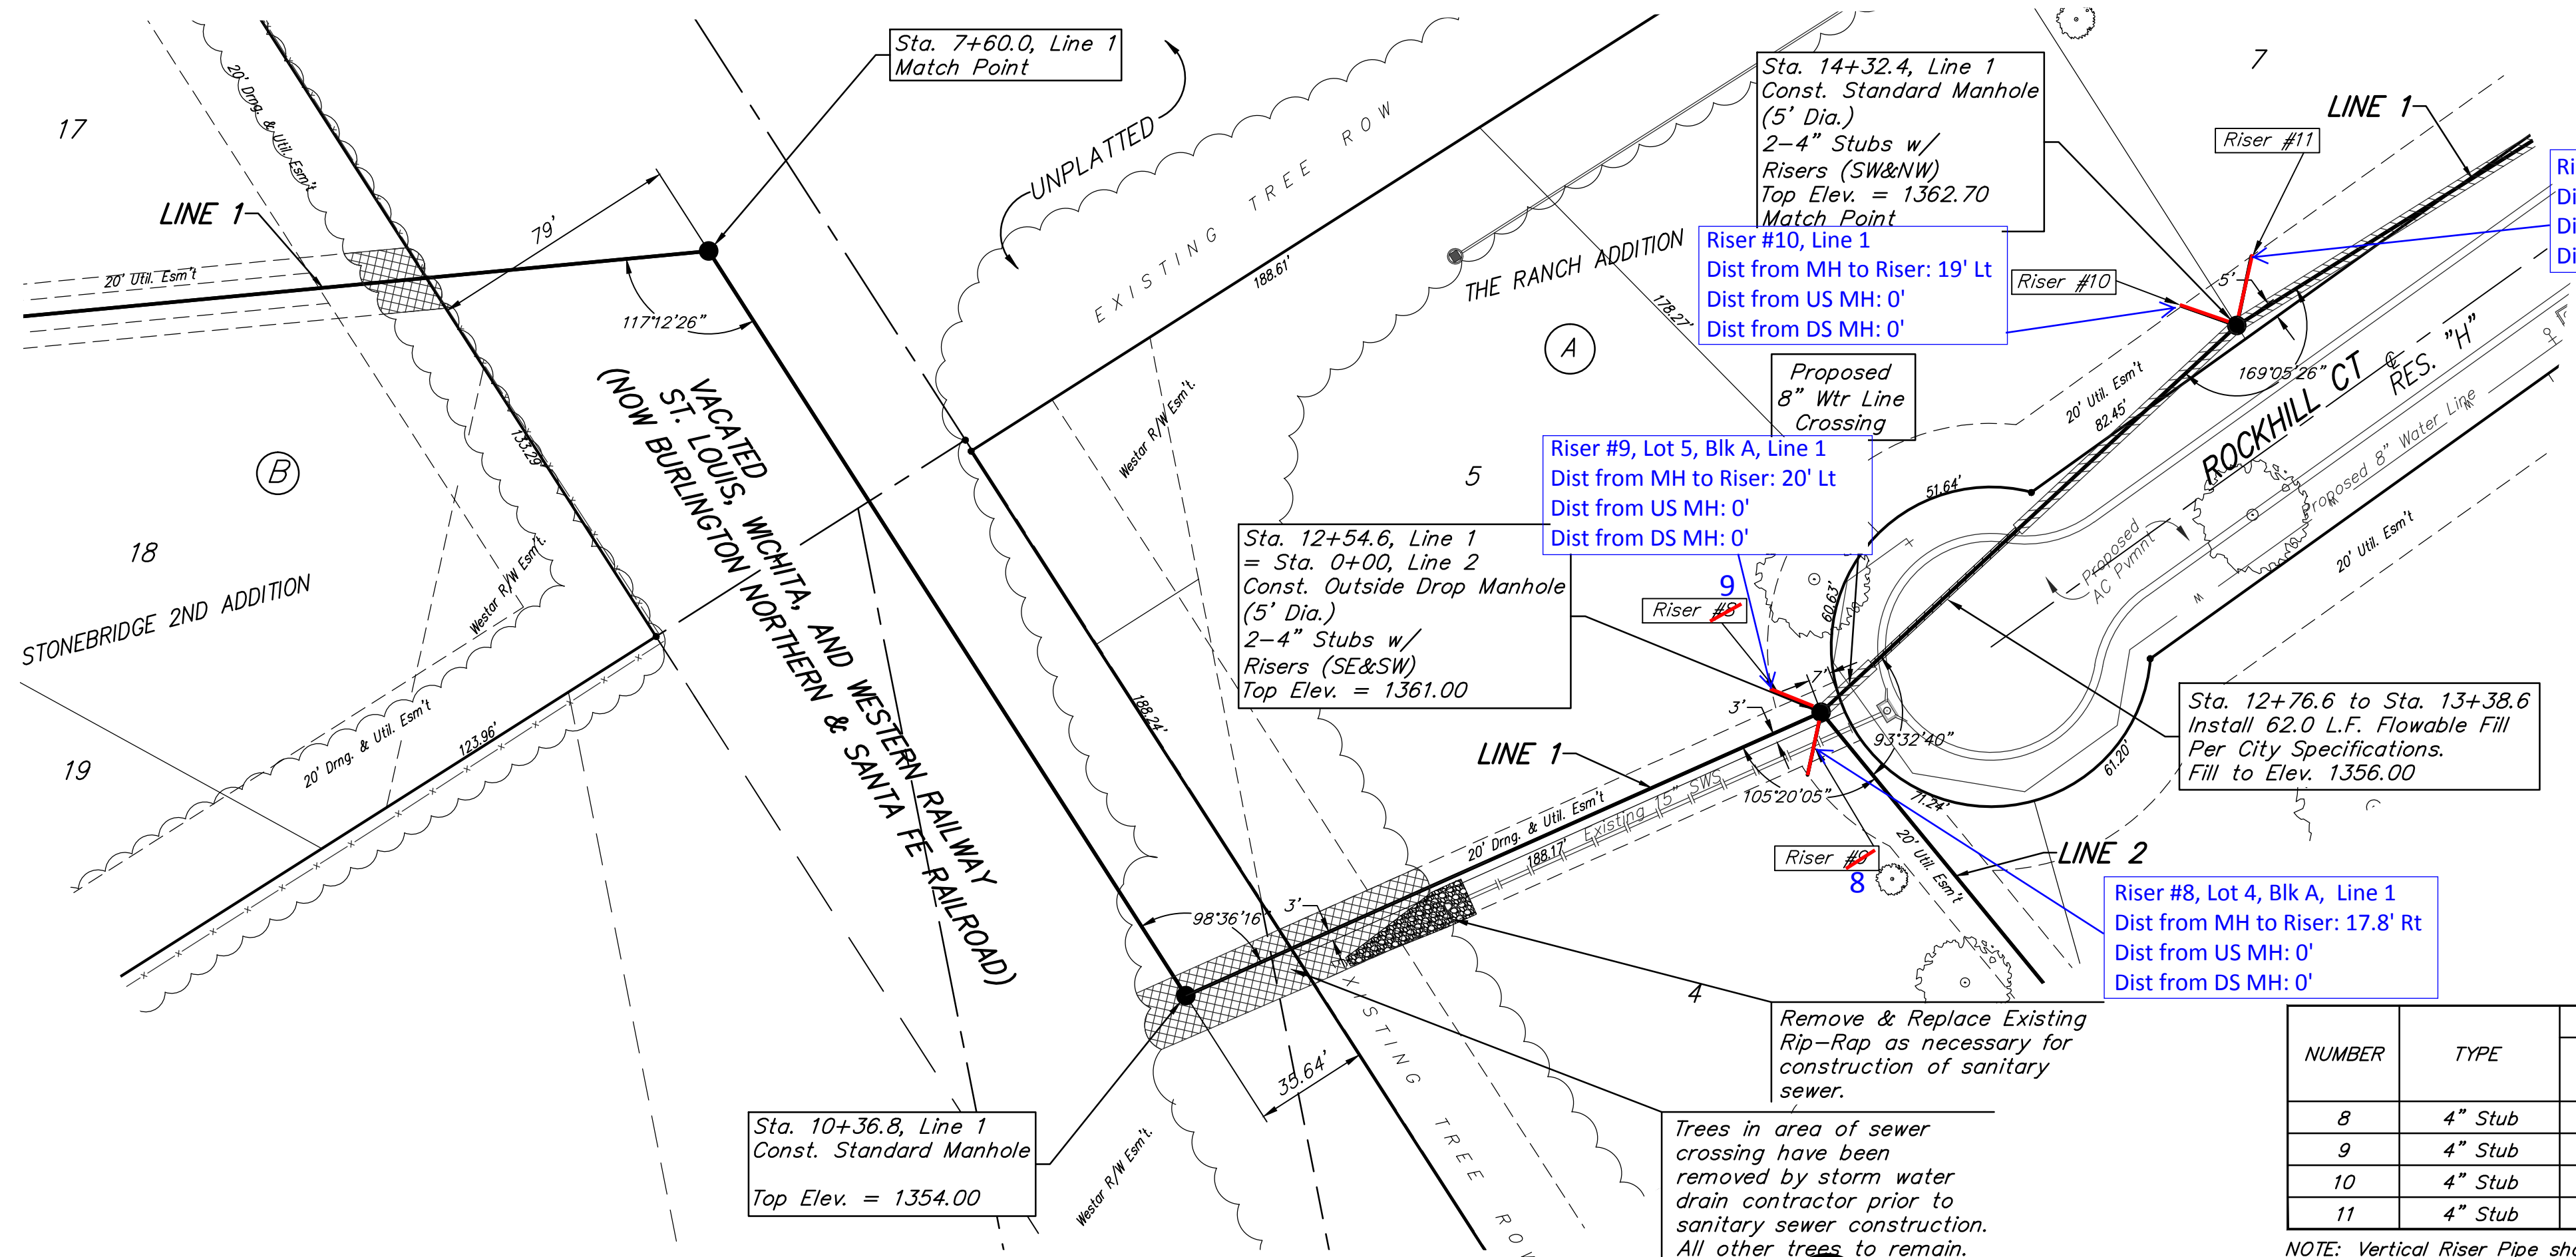 Sta. 7+60.0, Line 1
Match Point
17
20' Drng. & Util. Esm't
LINE 1
79'
20' Util. Esm't
117°12'26"
UNPLATTED
EXISTING TREE ROW
188.61'
THE RANCH ADDITION
178.27'
A
Sta. 14+32.4, Line 1
Const. Standard Manhole
(5' Dia.)
2-4" Stubs w/
Risers (SW&NW)
Top Elev. = 1362.70
Match Point
7
LINE 1
Riser #11
Ri
Di
Di
Di
Riser #10, Line 1
Dist from MH to Riser: 19' Lt
Dist from US MH: 0'
Dist from DS MH: 0'
Riser #10
5'
169°05'26"
20' Util. Esm't
82.45'
ROCKHILL CT
℄
RES. "H"
Proposed 8" Water Line
W
W
W
20' Util. Esm't
Proposed
8" Wtr Line
Crossing
51.64'
60.63'
Proposed
AC Pvmnt
B
133.29'
18
STONEBRIDGE 2ND ADDITION
Westar R/W Esm't.
VACATED
ST. LOUIS, WICHITA, AND WESTERN RAILWAY
(NOW BURLINGTON NORTHERN & SANTA FE RAILROAD)
Westar R/W Esm't.
5
Riser #9, Lot 5, Blk A, Line 1
Dist from MH to Riser: 20' Lt
Dist from US MH: 0'
Dist from DS MH: 0'
Sta. 12+54.6, Line 1
= Sta. 0+00, Line 2
Const. Outside Drop Manhole
(5' Dia.)
2-4" Stubs w/
Risers (SE&SW)
Top Elev. = 1361.00
9
Riser #8
7'
3'
LINE 1
93°32'40"
105°20'05"
61.20'
71.24'
Sta. 12+76.6 to Sta. 13+38.6
Install 62.0 L.F. Flowable Fill
Per City Specifications.
Fill to Elev. 1356.00
19
20' Drng. & Util. Esm't
123.96'
188.24'
20' Drng. & Util. Esm't
Existing 15" SWS
188.17'
Riser #9
8
20' Util. Esm't
LINE 2
Riser #8, Lot 4, Blk A, Line 1
Dist from MH to Riser: 17.8' Rt
Dist from US MH: 0'
Dist from DS MH: 0'
98°36'16"
3'
35.64'
EXISTING TREE ROW
4
Remove & Replace Existing
Rip-Rap as necessary for
construction of sanitary
sewer.
Trees in area of sewer
crossing have been
removed by storm water
drain contractor prior to
sanitary sewer construction.
All other trees to remain.
Sta. 10+36.8, Line 1
Const. Standard Manhole
Top Elev. = 1354.00
Westar R/W Esm't.
NUMBER TYPE
8 4" Stub
9 4" Stub
10 4" Stub
11 4" Stub
NOTE: Vertical Riser Pipe sh